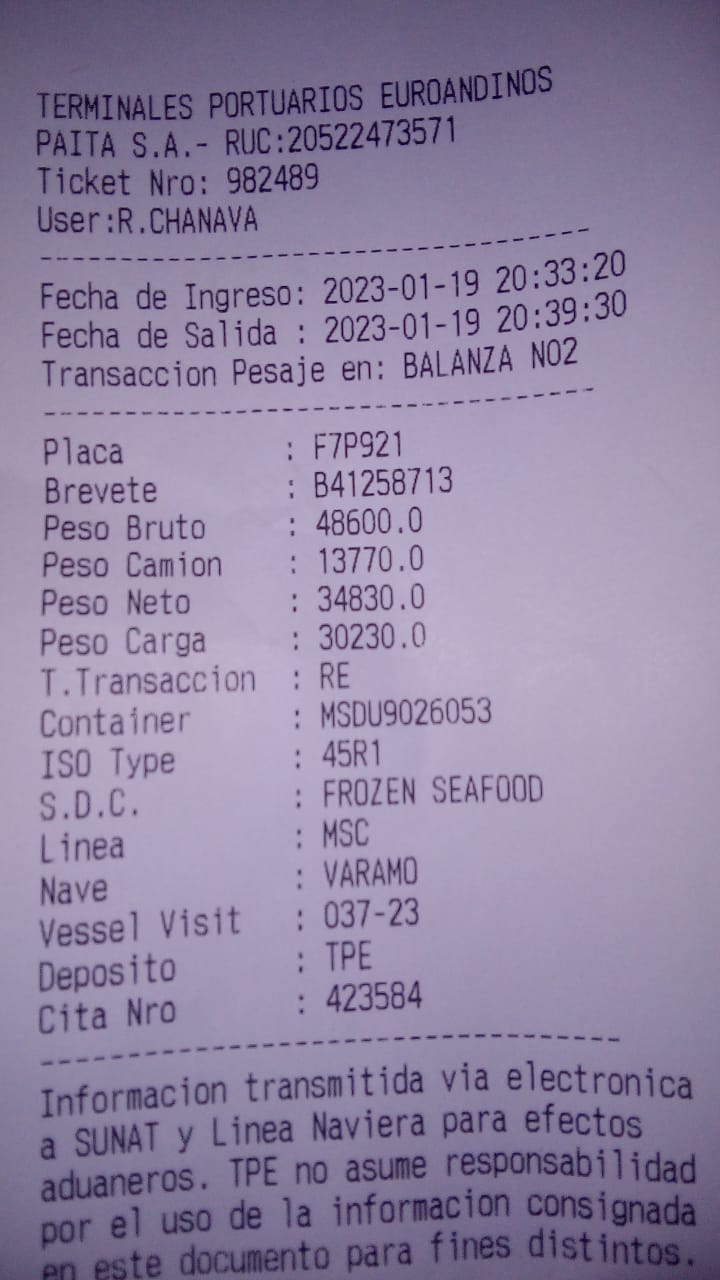 TERMINALES PORTUARIOS EUROANDINOS
PAITA S.A.- RUC:20522473571
Ticket Nro: 982489
User:R.CHANAVA
Fecha de Ingreso: 2023-01-19 20:33:20
Fecha de Salida : 2023-01-19 20:39:30
Transaccion Pesaje en: BALANZA NO2
Placa : F7P921
Brevete : B41258713
Peso Bruto : 48600.0
Peso Camion : 13770.0
Peso Neto : 34830.0
Peso Carga : 30230.0
T.Transaccion : RE
Container : MSDU9026053
ISO Type : 45R1
S.D.C. : FROZEN SEAFOOD
Linea : MSC
Nave : VARAMO
Vessel Visit : 037-23
Deposito : TPE
Cita Nro : 423584
Informacion transmitida via electronica
a SUNAT y Linea Naviera para efectos
aduaneros. TPE no asume responsabilidad
por el uso de la informacion consignada
en este documento para fines distintos.